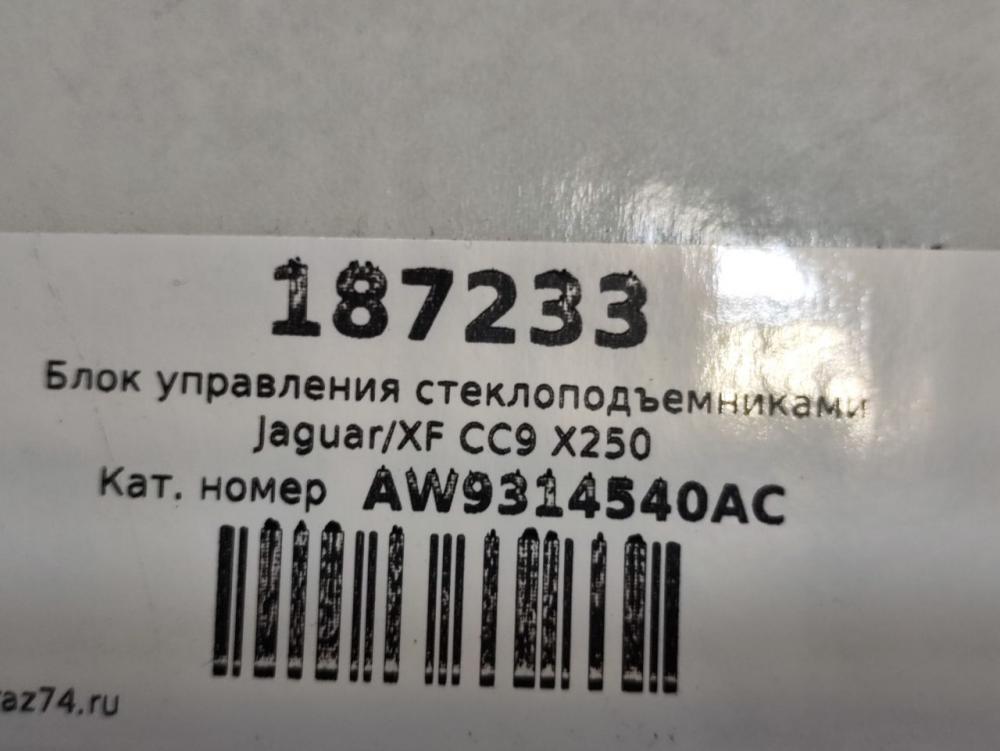 187233
Блок управления стеклоподъемниками
Jaguar/XF CC9 X250
Кат. номер AW9314540AC
az74.ru